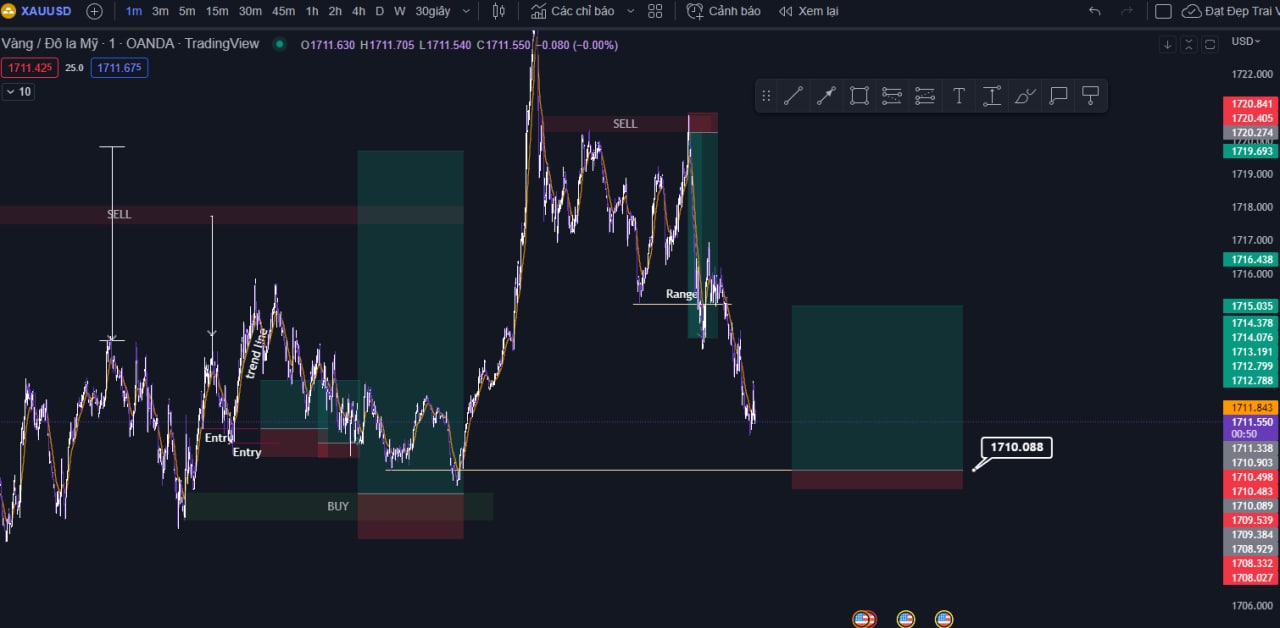 XAUUSD 1m 3m 5m 15m 30m 45m 1h 2h 4h D W 30giây Các chỉ báo Cảnh báo Xem lại Đạt Đẹp Trai
Vàng / Đô la Mỹ · 1 · OANDA · TradingView O1711.630 H1711.705 L1711.540 C1711.550 −0.080 (−0.00%) USD
1711.425 25.0 1711.675
10
T
1722.000
1720.841
1720.405
1720.274
1719.693
1719.000
1718.000
1717.000
1716.438
1716.000
1715.035
1714.378
1714.076
1713.191
1712.799
1712.788
1711.843
1711.550
00:50
1711.338
1710.903
1710.498
1710.483
1710.089
1709.539
1709.384
1708.929
1708.332
1708.027
1706.000
SELL
SELL
Range
trend line
Entry
Entry
1710.088
BUY